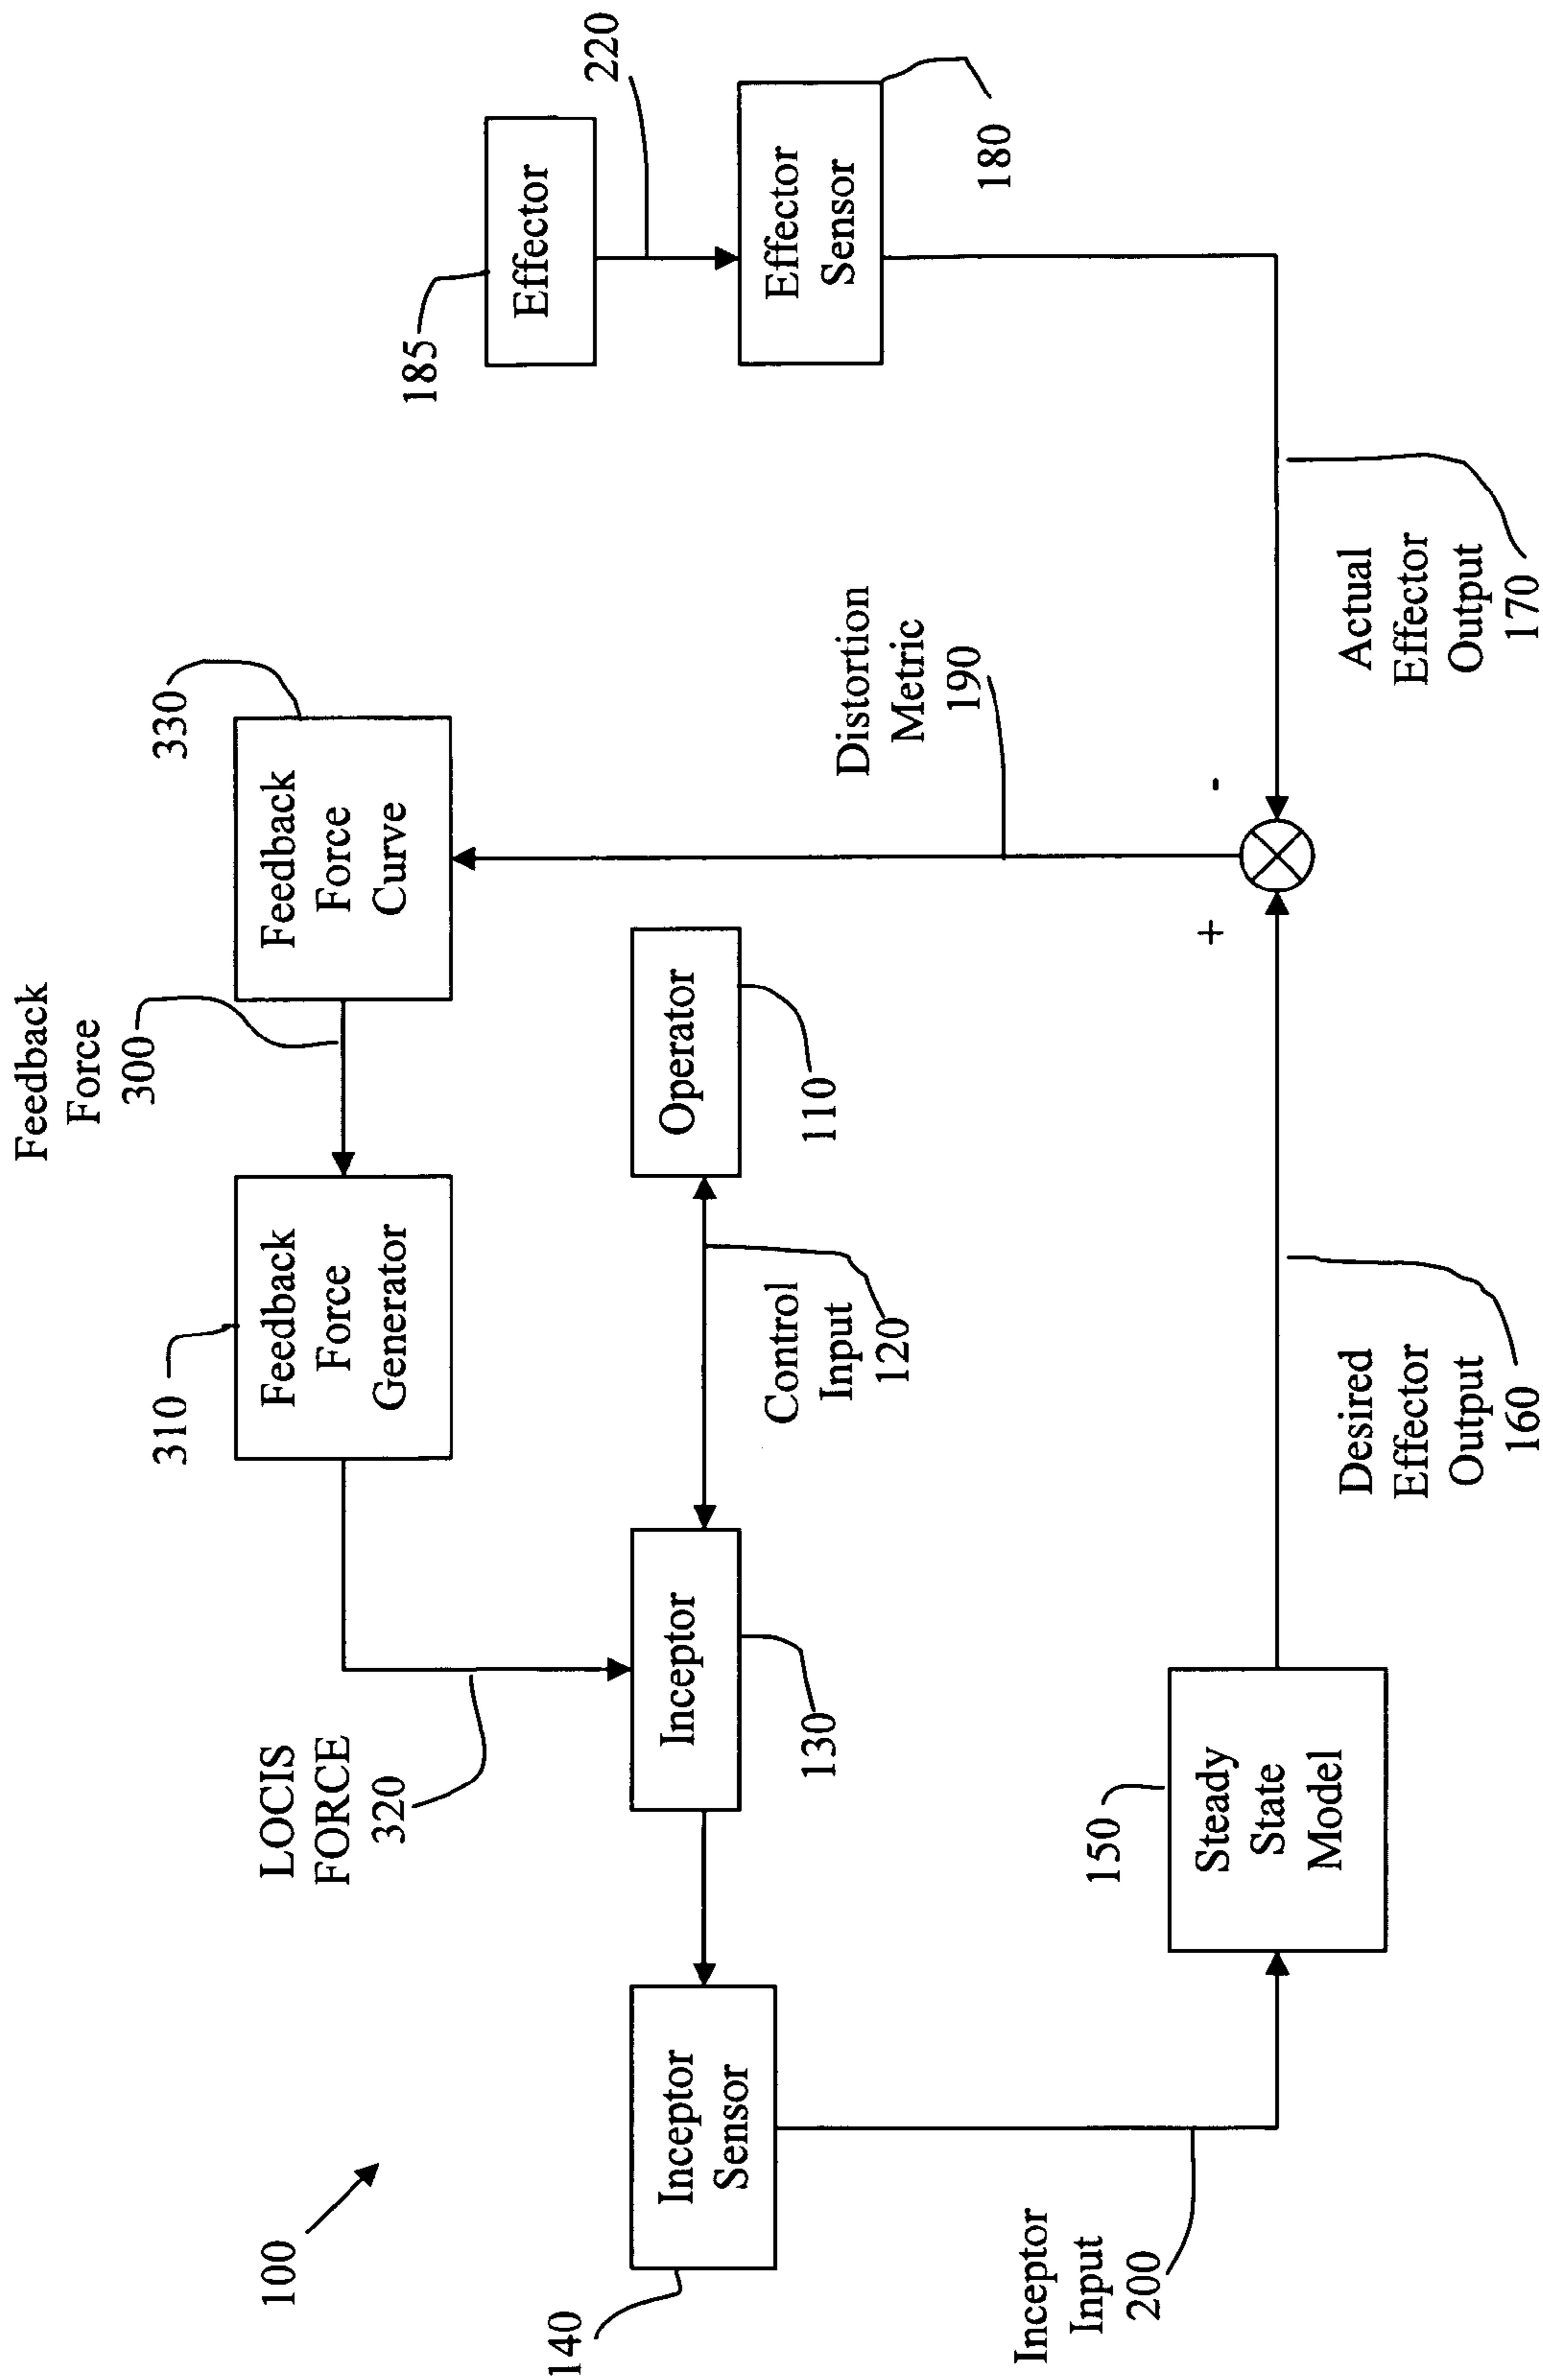 100
140
Inceptor
Sensor
Inceptor
Input
200
LOCIS
FORCE
320
310
Feedback
Force
Generator
Feedback
Force
300
330
Feedback
Force
Curve
Inceptor
130
Control
Input
120
Operator
110
150
Steady
State
Model
Desired
Effector
Output
160
+
-
Distortion
Metric
190
Actual
Effector
Output
170
185
Effector
220
Effector
Sensor
180